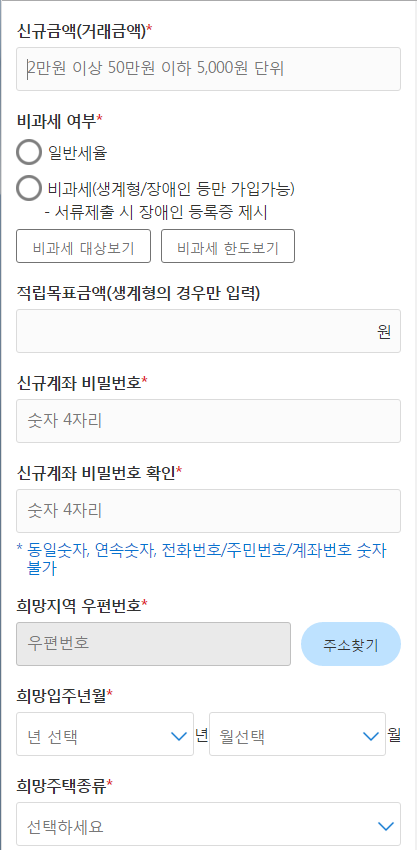 신규금액(거래금액)*
2만원 이상 50만원 이하 5,000원 단위
비과세 여부*
일반세율
비과세(생계형/장애인 등만 가입가능)
- 서류제출 시 장애인 등록증 제시
비과세 대상보기 비과세 한도보기
적립목표금액(생계형의 경우만 입력)
원
신규계좌 비밀번호*
숫자 4자리
신규계좌 비밀번호 확인*
숫자 4자리
* 동일숫자, 연속숫자, 전화번호/주민번호/계좌번호 숫자
불가
희망지역 우편번호*
우편번호 주소찾기
희망입주년월*
년 선택 년 월선택 월
희망주택종류*
선택하세요